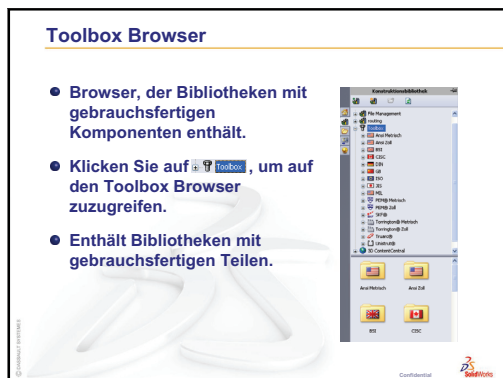 Toolbox Browser
Browser, der Bibliotheken mit
gebrauchsfertigen
Komponenten enthält.
Klicken Sie auf Toolbox, um auf
den Toolbox Browser
zuzugreifen.
Enthält Bibliotheken mit
gebrauchsfertigen Teilen.
Konstruktionsbibliothek
File Management
routing
Toolbox
Ansi Metrisch
Ansi Zoll
BSI
CISC
DIN
GB
ISO
JIS
MIL
PEM® Metrisch
PEM® Zoll
SKF®
Torrington® Metrisch
Torrington® Zoll
Truarc®
Unistrut®
3D ContentCentral
Ansi Metrisch Ansi Zoll
BSI CISC
© DASSAULT SYSTEMES
Confidential
SolidWorks